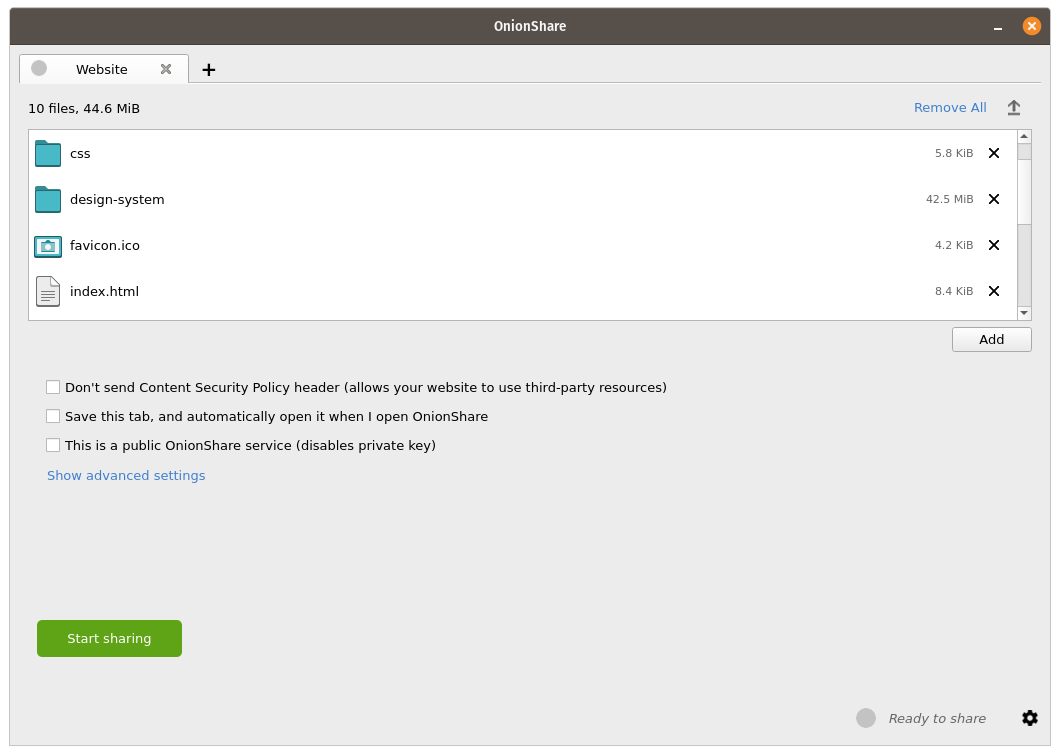 OnionShare
Website
10 files, 44.6 MiB
Remove All
css 5.8 KiB
design-system 42.5 MiB
favicon.ico 4.2 KiB
index.html 8.4 KiB
Add
Don't send Content Security Policy header (allows your website to use third-party resources)
Save this tab, and automatically open it when I open OnionShare
This is a public OnionShare service (disables private key)
Show advanced settings
Start sharing
Ready to share